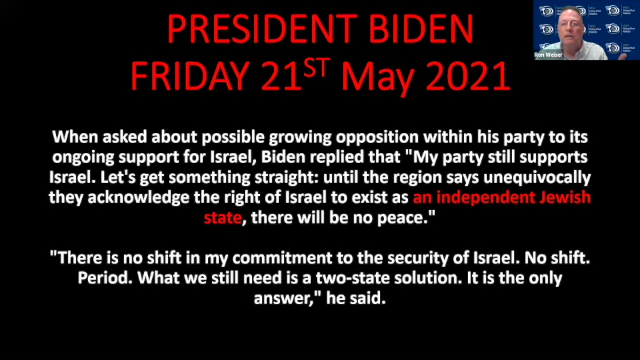 PRESIDENT BIDEN
FRIDAY 21ST May 2021
Ron Weiser
When asked about possible growing opposition within his party to its
ongoing support for Israel, Biden replied that "My party still supports
Israel. Let's get something straight: until the region says unequivocally
they acknowledge the right of Israel to exist as an independent Jewish
state, there will be no peace."
"There is no shift in my commitment to the security of Israel. No shift.
Period. What we still need is a two-state solution. It is the only
answer," he said.